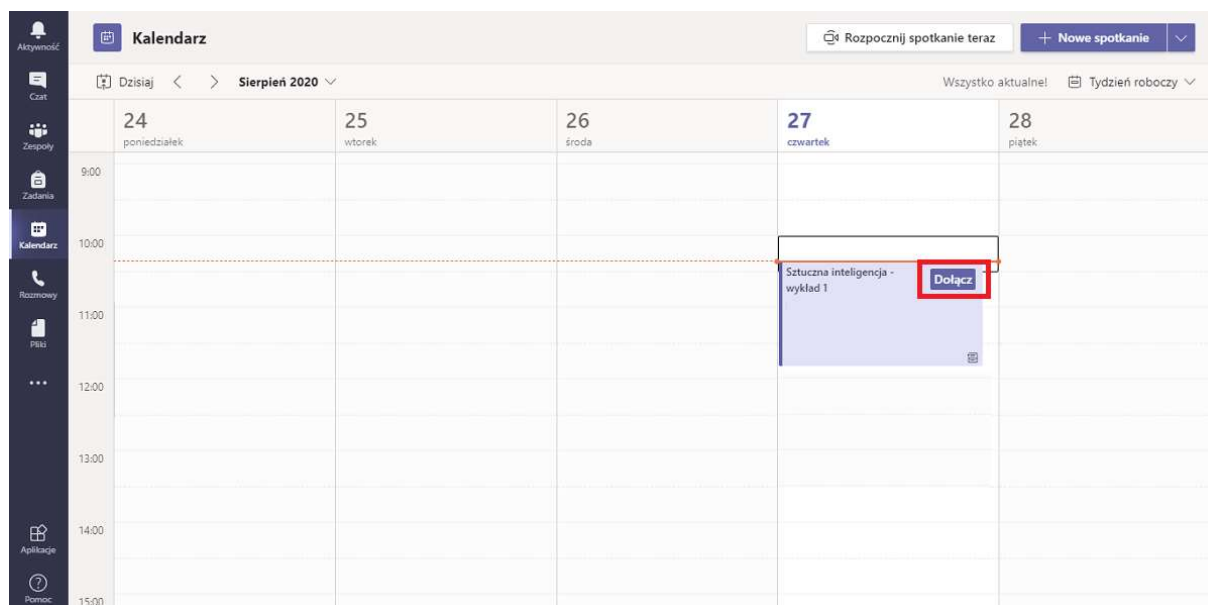 Aktywność
Czat
Zespoły
Zadania
Kalendarz
Rozmowy
Pliki
Aplikacje
Pomoc
Kalendarz
Rozpocznij spotkanie teraz
+ Nowe spotkanie
Dzisiaj < > Sierpień 2020
Wszystko aktualne!
Tydzień roboczy
24
poniedziałek
25
wtorek
26
środa
27
czwartek
28
piątek
9:00
10:00
Sztuczna inteligencja -
wykład 1
Dołącz
11:00
12:00
13:00
14:00
15:00